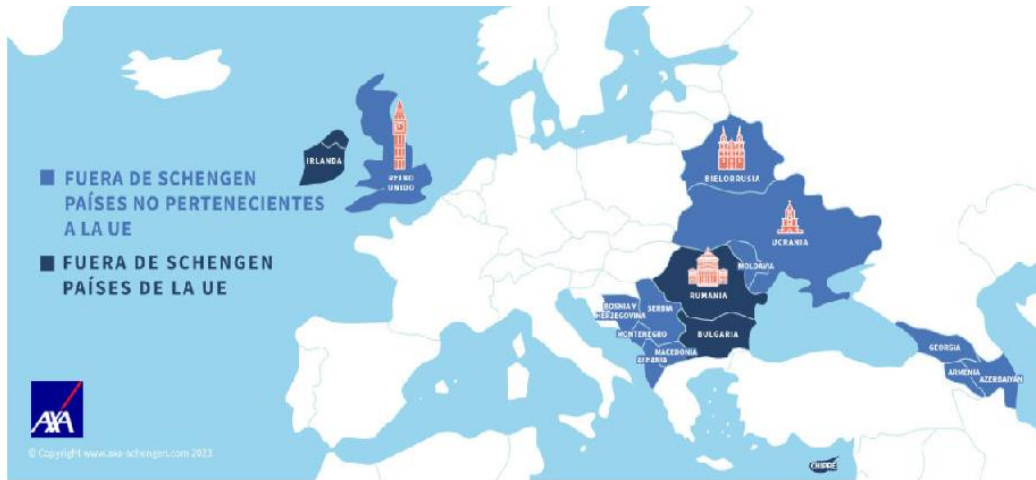 IRLANDA
REINO
UNIDO
BIELORRUSIA
FUERA DE SCHENGEN
PAÍSES NO PERTENECIENTES
A LA UE
UCRANIA
FUERA DE SCHENGEN
PAÍSES DE LA UE
MOLDAVIA
RUMANIA
BOSNIA Y
HERZEGOVINA
SERBIA
MONTENEGRO
BULGARIA
MACEDONIA
ALBANIA
GEORGIA
ARMENIA
AZERBAIYÁN
AXA
© Copyright www.axa-schengen.com 2023
CHIPRE